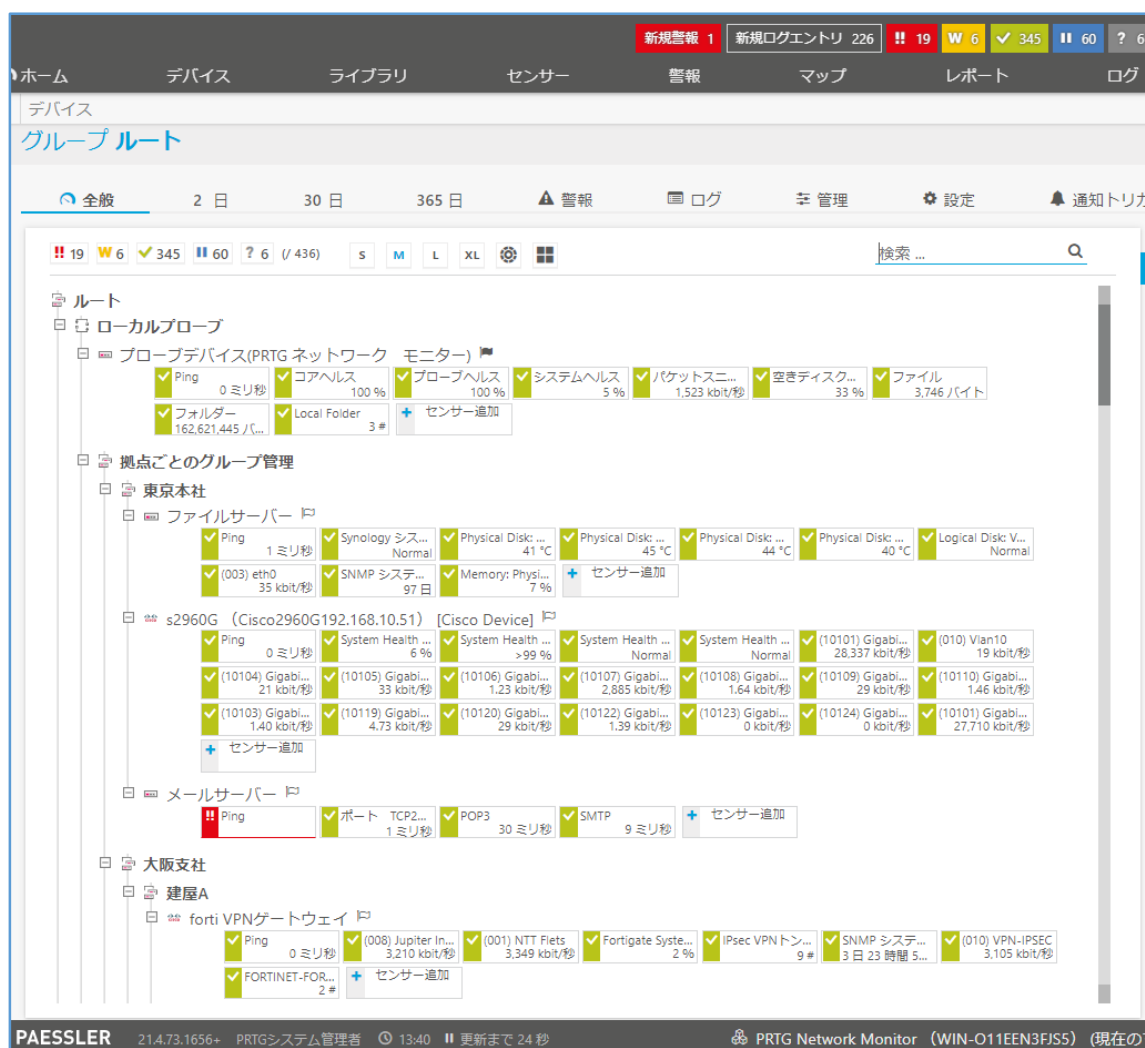 新規警報 1 新規ログエントリ 226 !! 19 W 6 345 60 ? 6
ホーム デバイス ライブラリ センサー 警報 マップ レポート ログ
デバイス
グループ ルート
全般 2 日 30 日 365 日 警報 ログ 管理 設定 通知トリガ
!! 19 W 6 345 60 ? 6 (/ 436) S M L XL 検索 ...
ルート
ローカルプローブ
プローブデバイス(PRTG ネットワーク モニター)
Ping コアヘルス プローブヘルス システムヘルス パケットスニ... 空きディスク... ファイル
0 ミリ秒 100 % 100 % 5 % 1,523 kbit/秒 33 % 3,746 バイト
フォルダー Local Folder センサー追加
162,621,445 バ... 3 #
拠点ごとのグループ管理
東京本社
ファイルサーバー
Ping Synology シス... Physical Disk: ... Physical Disk: ... Physical Disk: ... Physical Disk: ... Logical Disk: V...
1 ミリ秒 Normal 41 °C 45 °C 44 °C 40 °C Normal
(003) eth0 SNMP システ... Memory: Physi... センサー追加
35 kbit/秒 97 日 7 %
s2960G (Cisco2960G192.168.10.51) [Cisco Device]
Ping System Health ... System Health ... System Health ... System Health ... (10101) Gigabi... (010) Vlan10
0 ミリ秒 6 % >99 % Normal Normal 28,337 kbit/秒 19 kbit/秒
(10104) Gigabi... (10105) Gigabi... (10106) Gigabi... (10107) Gigabi... (10108) Gigabi... (10109) Gigabi... (10110) Gigabi...
21 kbit/秒 33 kbit/秒 1.23 kbit/秒 2,885 kbit/秒 1.64 kbit/秒 29 kbit/秒 1.46 kbit/秒
(10103) Gigabi... (10119) Gigabi... (10120) Gigabi... (10122) Gigabi... (10123) Gigabi... (10124) Gigabi... (10101) Gigabi...
1.40 kbit/秒 4.73 kbit/秒 29 kbit/秒 1.39 kbit/秒 0 kbit/秒 0 kbit/秒 27,710 kbit/秒
センサー追加
メールサーバー
!! Ping ポート TCP2... POP3 SMTP センサー追加
1 ミリ秒 30 ミリ秒 9 ミリ秒
大阪支社
建屋A
forti VPNゲートウェイ
Ping (008) Jupiter In... (001) NTT Flets Fortigate Syste... IPsec VPNトン... SNMP システ... (010) VPN-IPSEC
0 ミリ秒 3,210 kbit/秒 3,349 kbit/秒 2 % 9 # 3 日 23 時間 5... 3,105 kbit/秒
FORTINET-FOR... センサー追加
2 #
PAESSLER 21.4.73.1656+ PRTGシステム管理者 13:40 更新まで 24 秒 PRTG Network Monitor (WIN-O11EEN3FJS5) (現在の